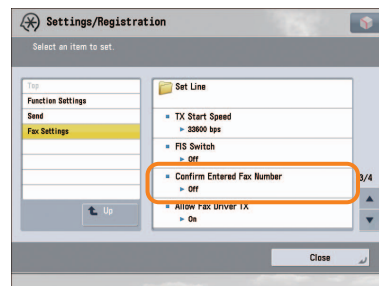 Settings/Registration
Select an item to set.
Top
Function Settings
Send
Fax Settings
Up
Set Line
TX Start Speed
33600 bps
FIS Switch
Off
Confirm Entered Fax Number
Off
Allow Fax Driver TX
On
3/4
Close